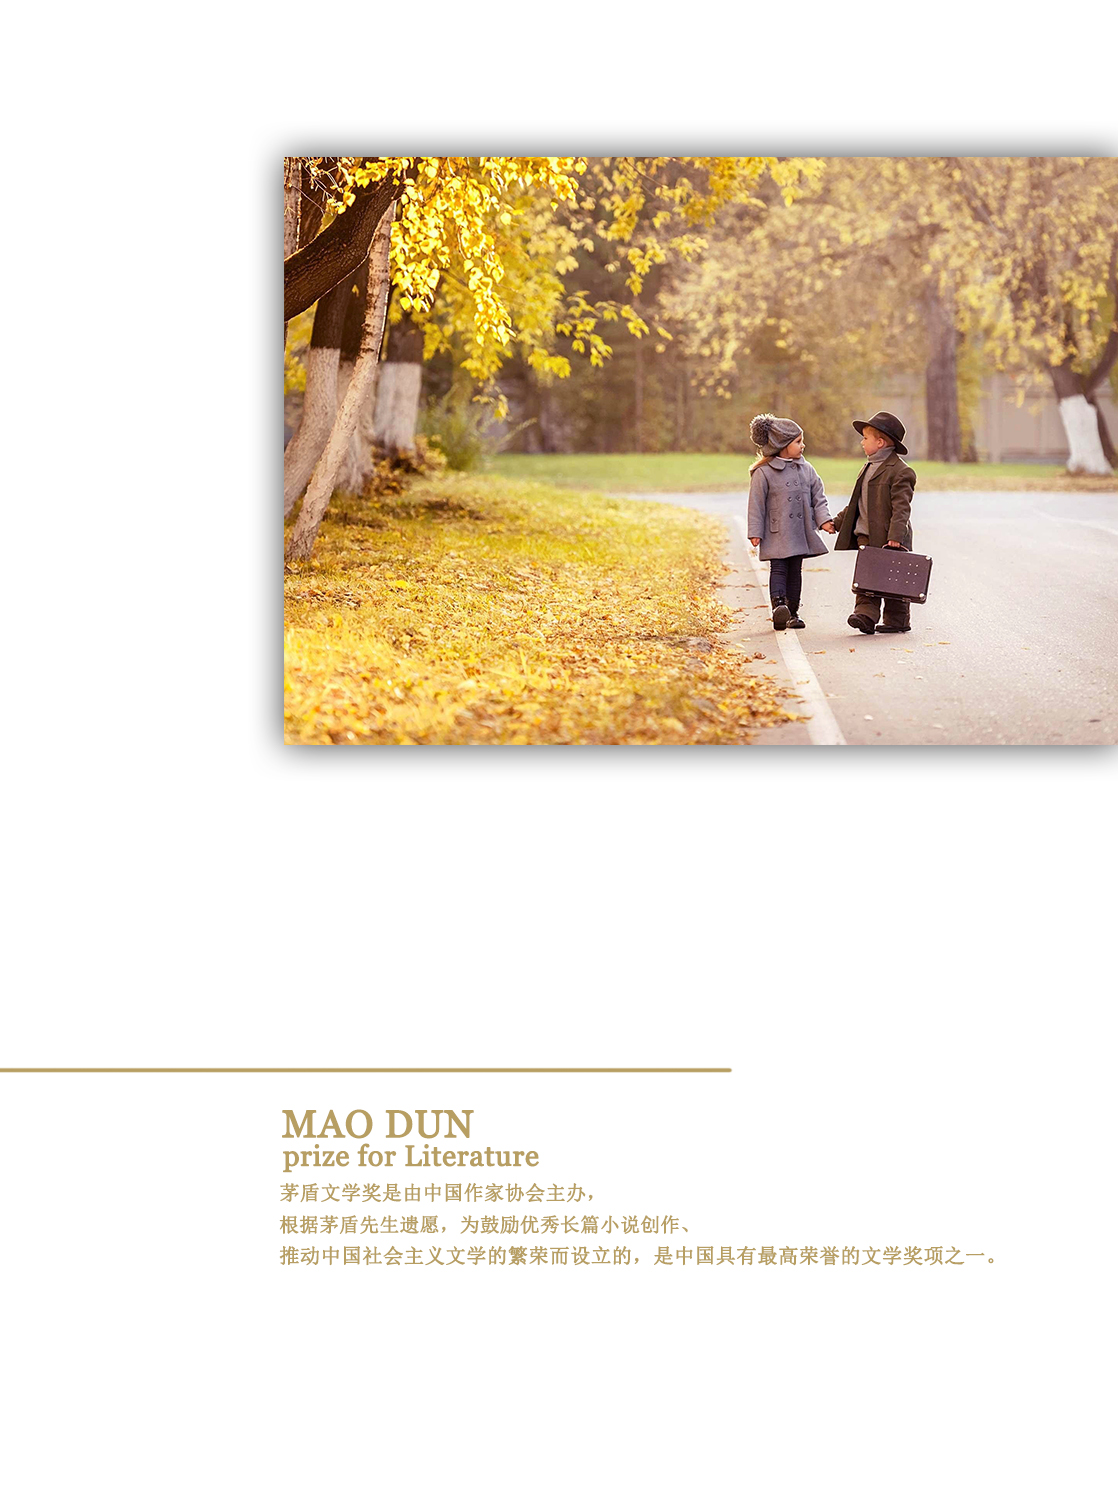 MAO DUN
prize for Literature
茅盾文学奖是由中国作家协会主办，
根据茅盾先生遗愿，为鼓励优秀长篇小说创作、
推动中国社会主义文学的繁荣而设立的，是中国具有最高荣誉的文学奖项之一。